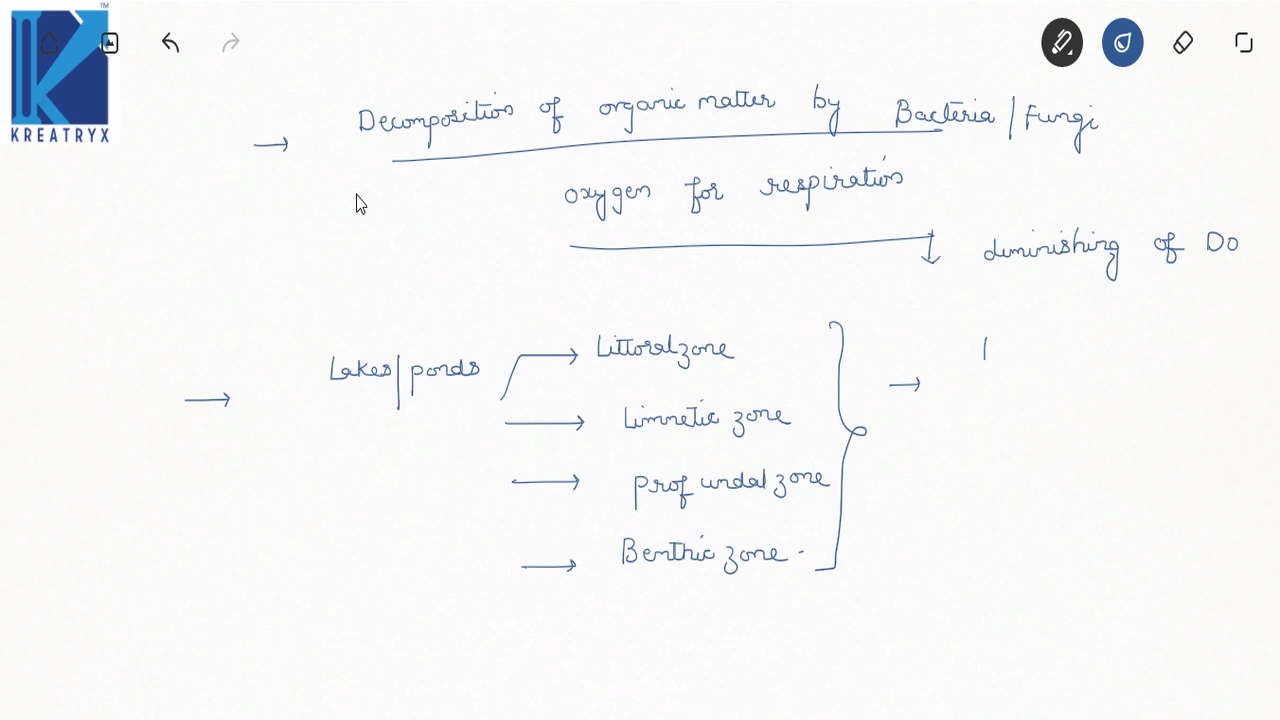 TM
KREATRYX
→ Decomposition of organic matter by Bacteria / Fungi
oxygen for respiration
↓ diminishing of DO
→ Lakes / ponds → Littoral zone
→ Limnetic zone
→ Profundal zone
→ Benthic zone -
→ |